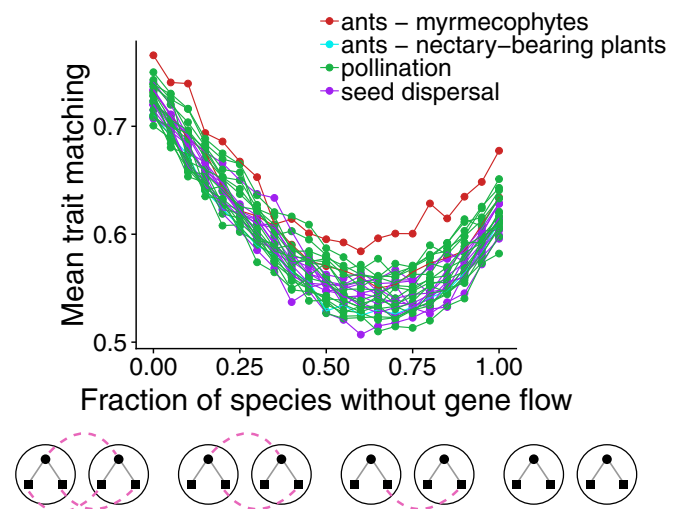 ants − myrmecophytes
ants − nectary−bearing plants
pollination
seed dispersal
Mean trait matching
0.7
0.6
0.5
0.00 0.25 0.50 0.75 1.00
Fraction of species without gene flow